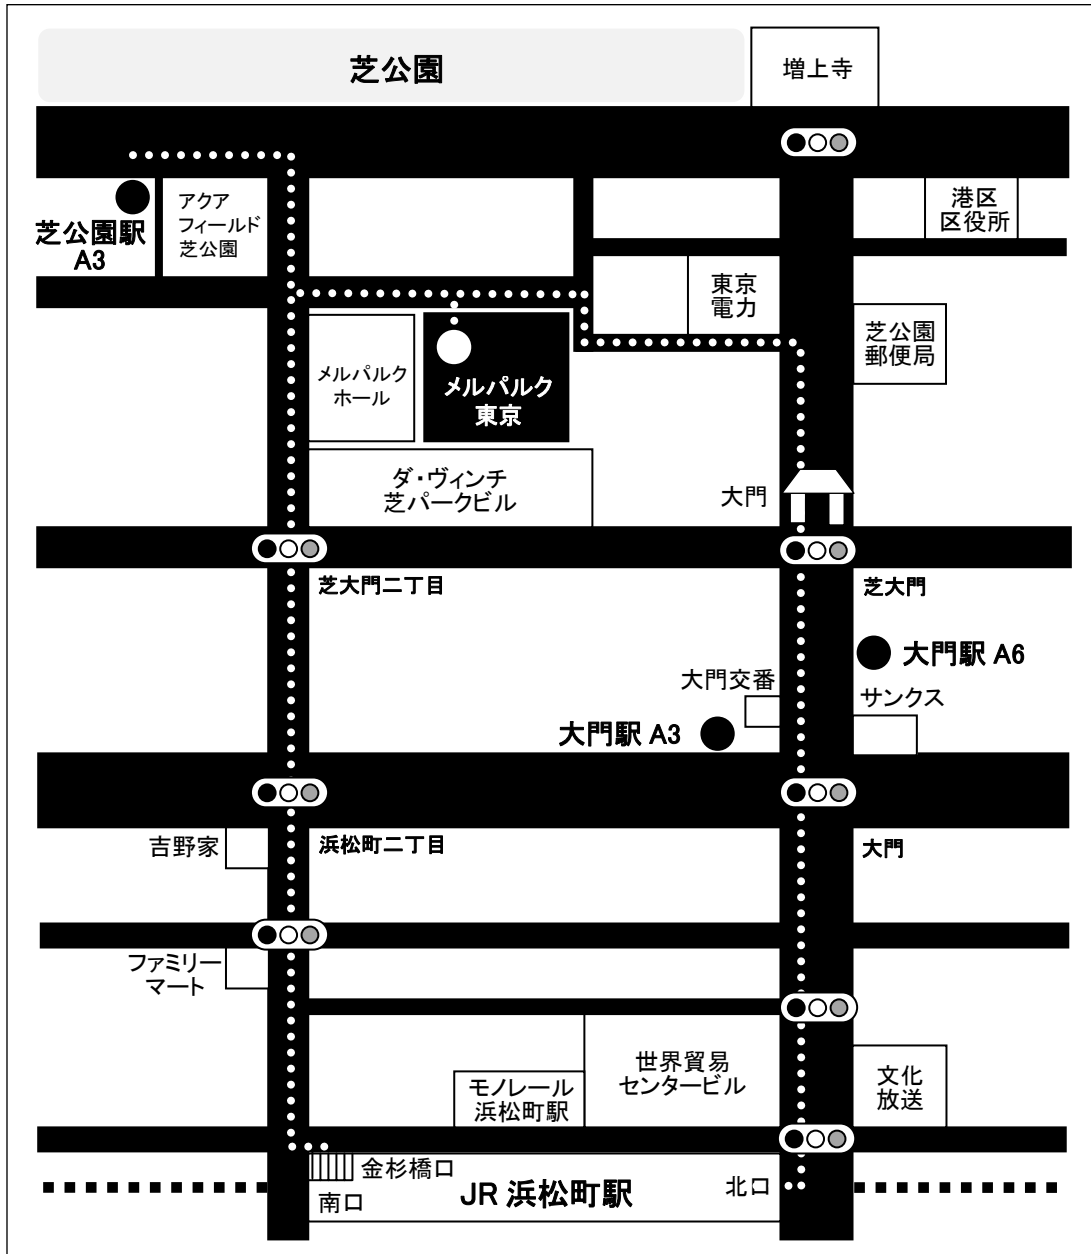 芝公園
増上寺
アクア
フィールド
芝公園
芝公園駅
A3
港区
区役所
東京
電力
芝公園
郵便局
メルパルク
ホール
メルパルク
東京
ダ・ヴィンチ
芝パークビル
大門
芝大門二丁目
芝大門
大門駅 A6
大門交番
サンクス
大門駅 A3
吉野家
浜松町二丁目
大門
ファミリー
マート
世界貿易
センタービル
モノレール
浜松町駅
文化
放送
金杉橋口
南口
JR 浜松町駅
北口